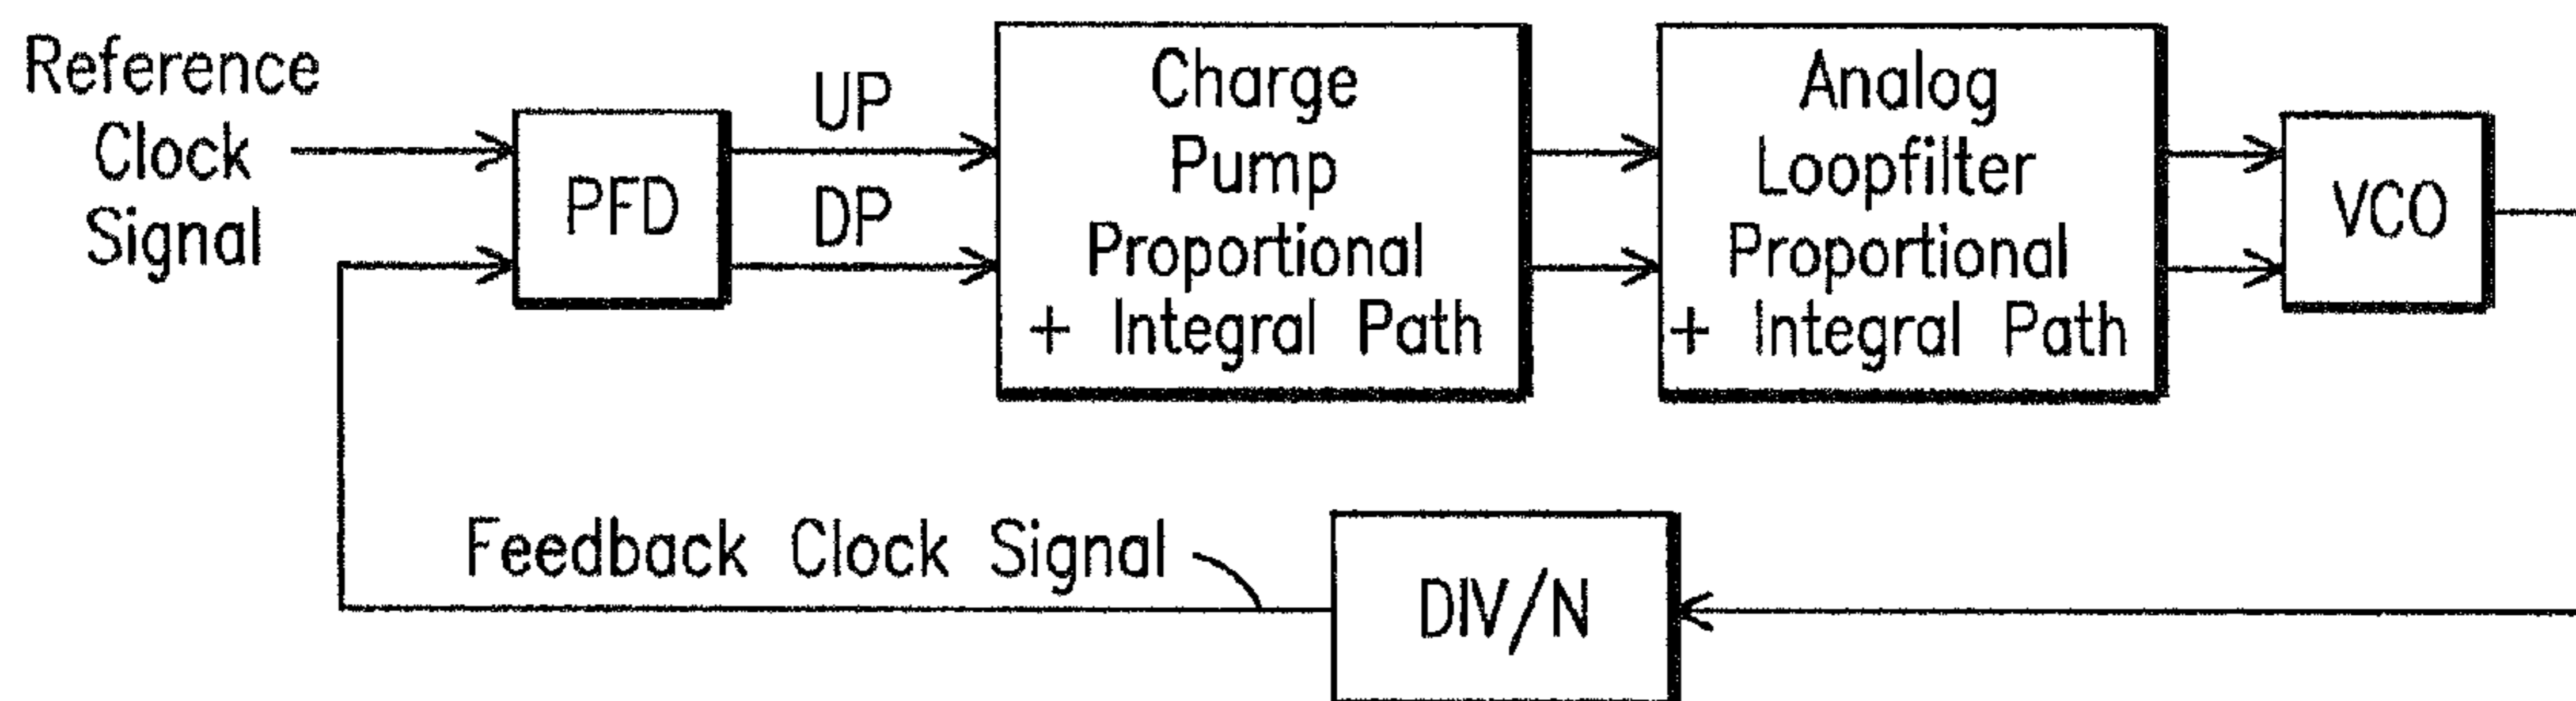 Reference
Clock
Signal
PFD
UP
DP
Charge
Pump
Proportional
+ Integral Path
Analog
Loopfilter
Proportional
+ Integral Path
VCO
Feedback Clock Signal
DIV/N